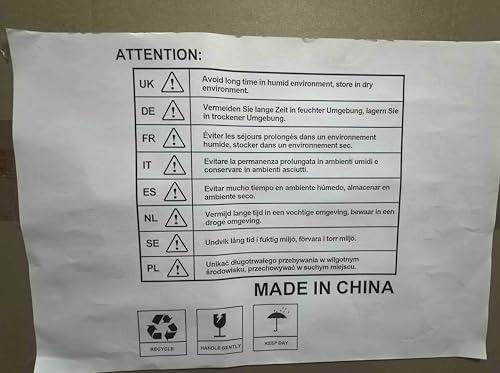 ATTENTION:
UK Avoid long time in humid environment, store in dry
environment.
DE Vermeiden Sie lange Zeit in feuchter Umgebung, lagern Sie
in trockener Umgebung.
FR Éviter les séjours prolongés dans un environnement
humide, stocker dans un environnement sec.
IT Evitare la permanenza prolungata in ambienti umidi e
conservare in ambienti asciutti.
ES Evitar mucho tiempo en ambiente húmedo, almacenar en
ambiente seco.
NL Vermijd lange tijd in een vochtige omgeving, bewaar in een
droge omgeving.
SE Undvik lång tid i fuktig miljö, förvara i torr miljö.
PL Unikać długotrwałego przebywania w wilgotnym
środowisku, przechowywać w suchym miejscu.
MADE IN CHINA
RECYCLE HANDLE GENTLY KEEP DAY